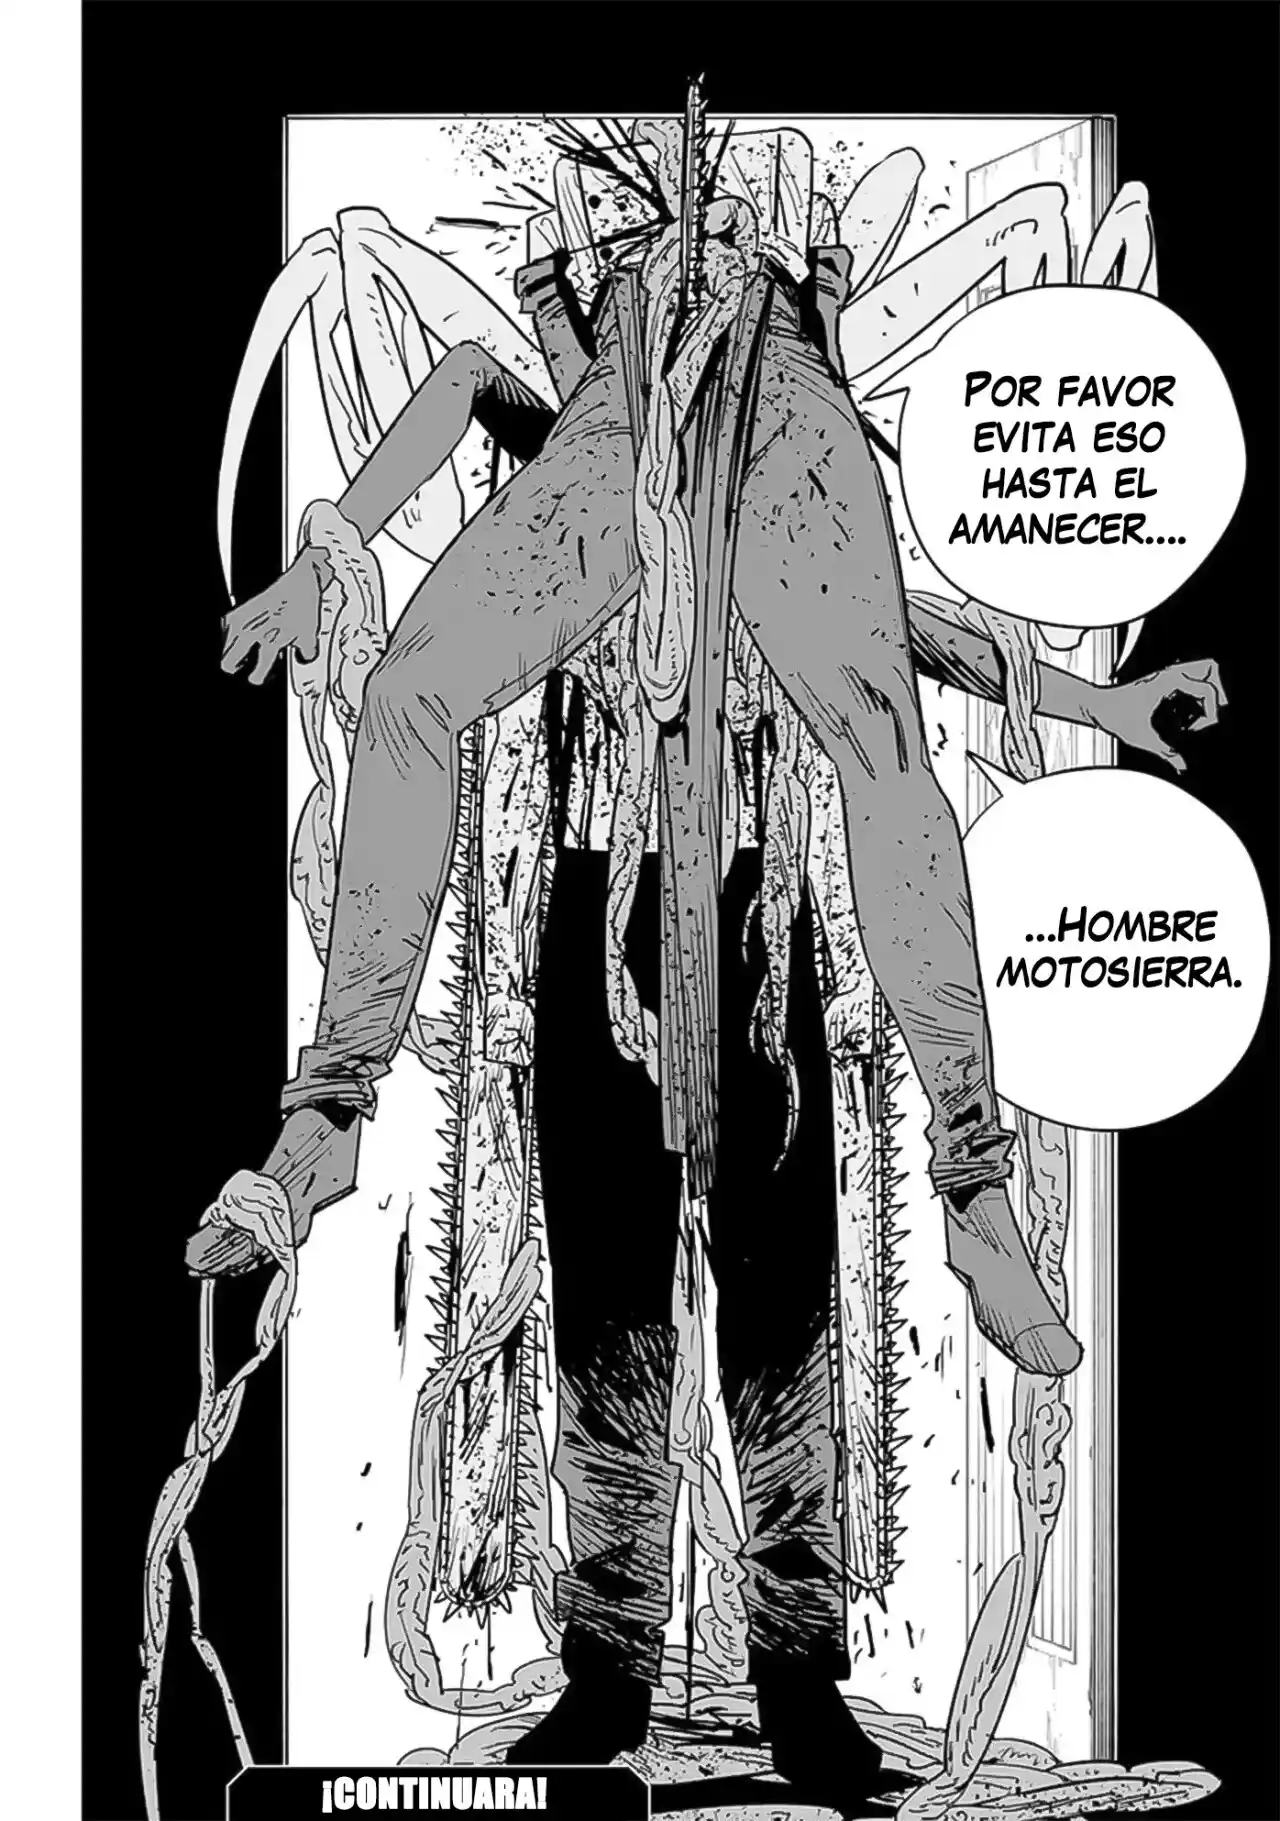 POR FAVOR
EVITA ESO
HASTA EL
AMANECER....
...HOMBRE
MOTOSIERRA.
¡CONTINUARA!